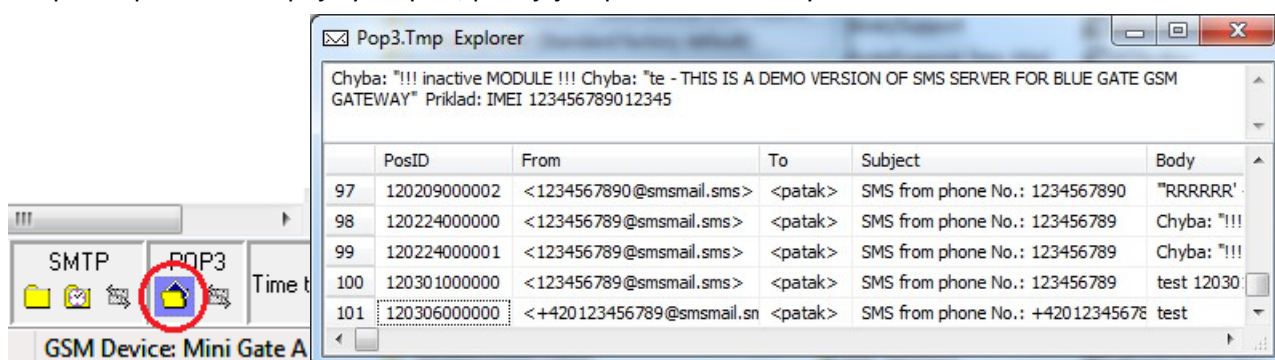 Pop3.Tmp Explorer
Chyba: "!!! inactive MODULE !!! Chyba: "te - THIS IS A DEMO VERSION OF SMS SERVER FOR BLUE GATE GSM
GATEWAY" Priklad: IMEI 123456789012345
PosID From To Subject Body
97 120209000002 <1234567890@smsmail.sms> <patak> SMS from phone No.: 1234567890 "'RRRRRR' -
98 120224000000 <123456789@smsmail.sms> <patak> SMS from phone No.: 123456789 Chyba: "!!!
99 120224000001 <123456789@smsmail.sms> <patak> SMS from phone No.: 123456789 Chyba: "!!!
100 120301000000 <123456789@smsmail.sms> <patak> SMS from phone No.: 123456789 test 12030
101 120306000000 <+420123456789@smsmail.sn <patak> SMS from phone No.: +42012345678 test
SMTP POP3
Time t
GSM Device: Mini Gate A